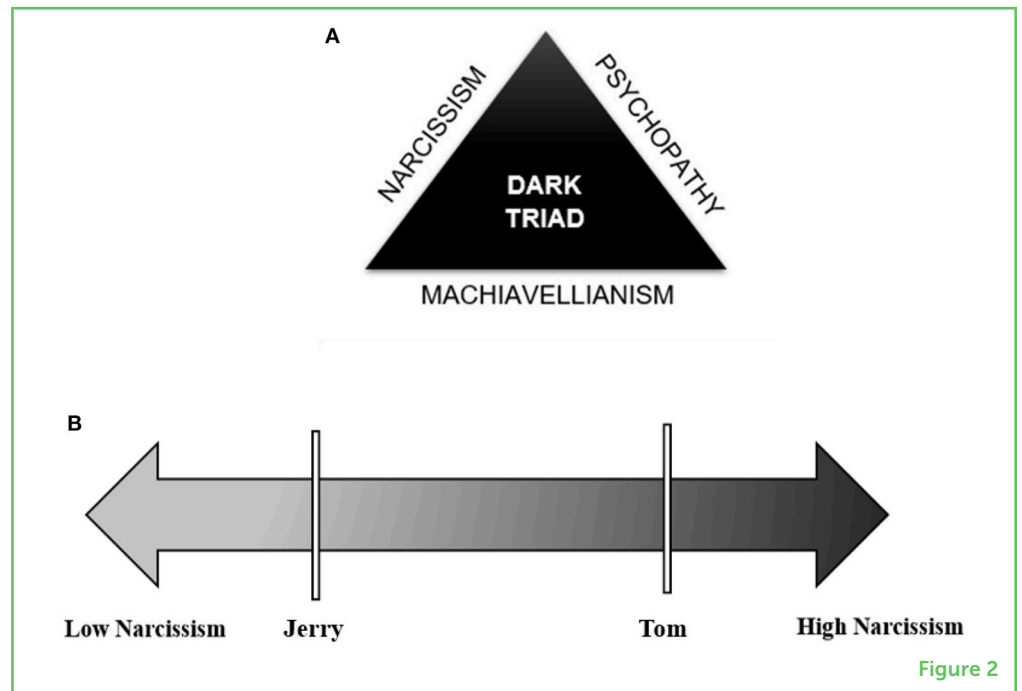 A
NARCISSISM
PSYCHOPATHY
DARK
TRIAD
MACHIAVELLIANISM
B
Low Narcissism
Jerry
Tom
High Narcissism
Figure 2